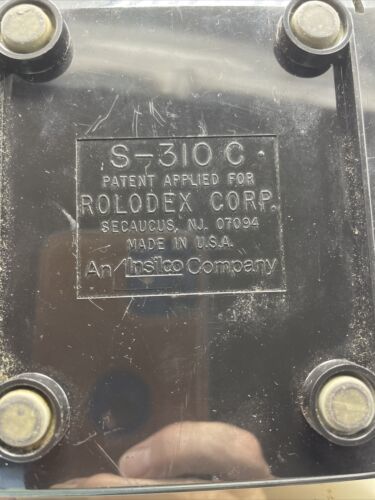 S-310 C
PATENT APPLIED FOR
ROLODEX CORP.
SECAUCUS, NJ. 07094
MADE IN U.S.A.
An Insilco Company